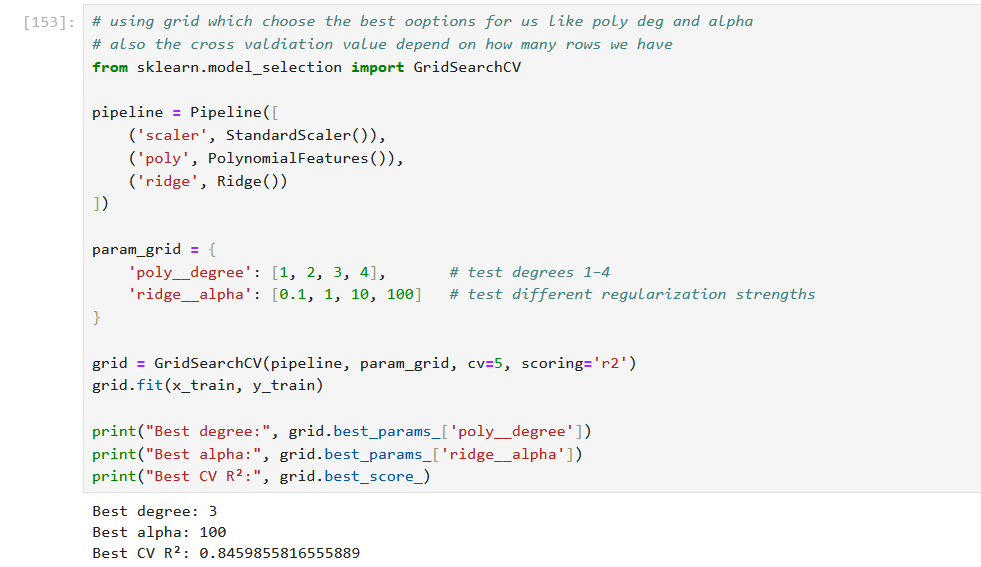 [153]:
# using grid which choose the best ooptions for us like poly deg and alpha
# also the cross valdiation value depend on how many rows we have
from sklearn.model_selection import GridSearchCV
pipeline = Pipeline([
    ('scaler', StandardScaler()),
    ('poly', PolynomialFeatures()),
    ('ridge', Ridge())
])
param_grid = {
    'poly__degree': [1, 2, 3, 4],        # test degrees 1–4
    'ridge__alpha': [0.1, 1, 10, 100]   # test different regularization strengths
}
grid = GridSearchCV(pipeline, param_grid, cv=5, scoring='r2')
grid.fit(x_train, y_train)
print("Best degree:", grid.best_params_['poly__degree'])
print("Best alpha:", grid.best_params_['ridge__alpha'])
print("Best CV R²:", grid.best_score_)
Best degree: 3
Best alpha: 100
Best CV R²: 0.8459855816555889